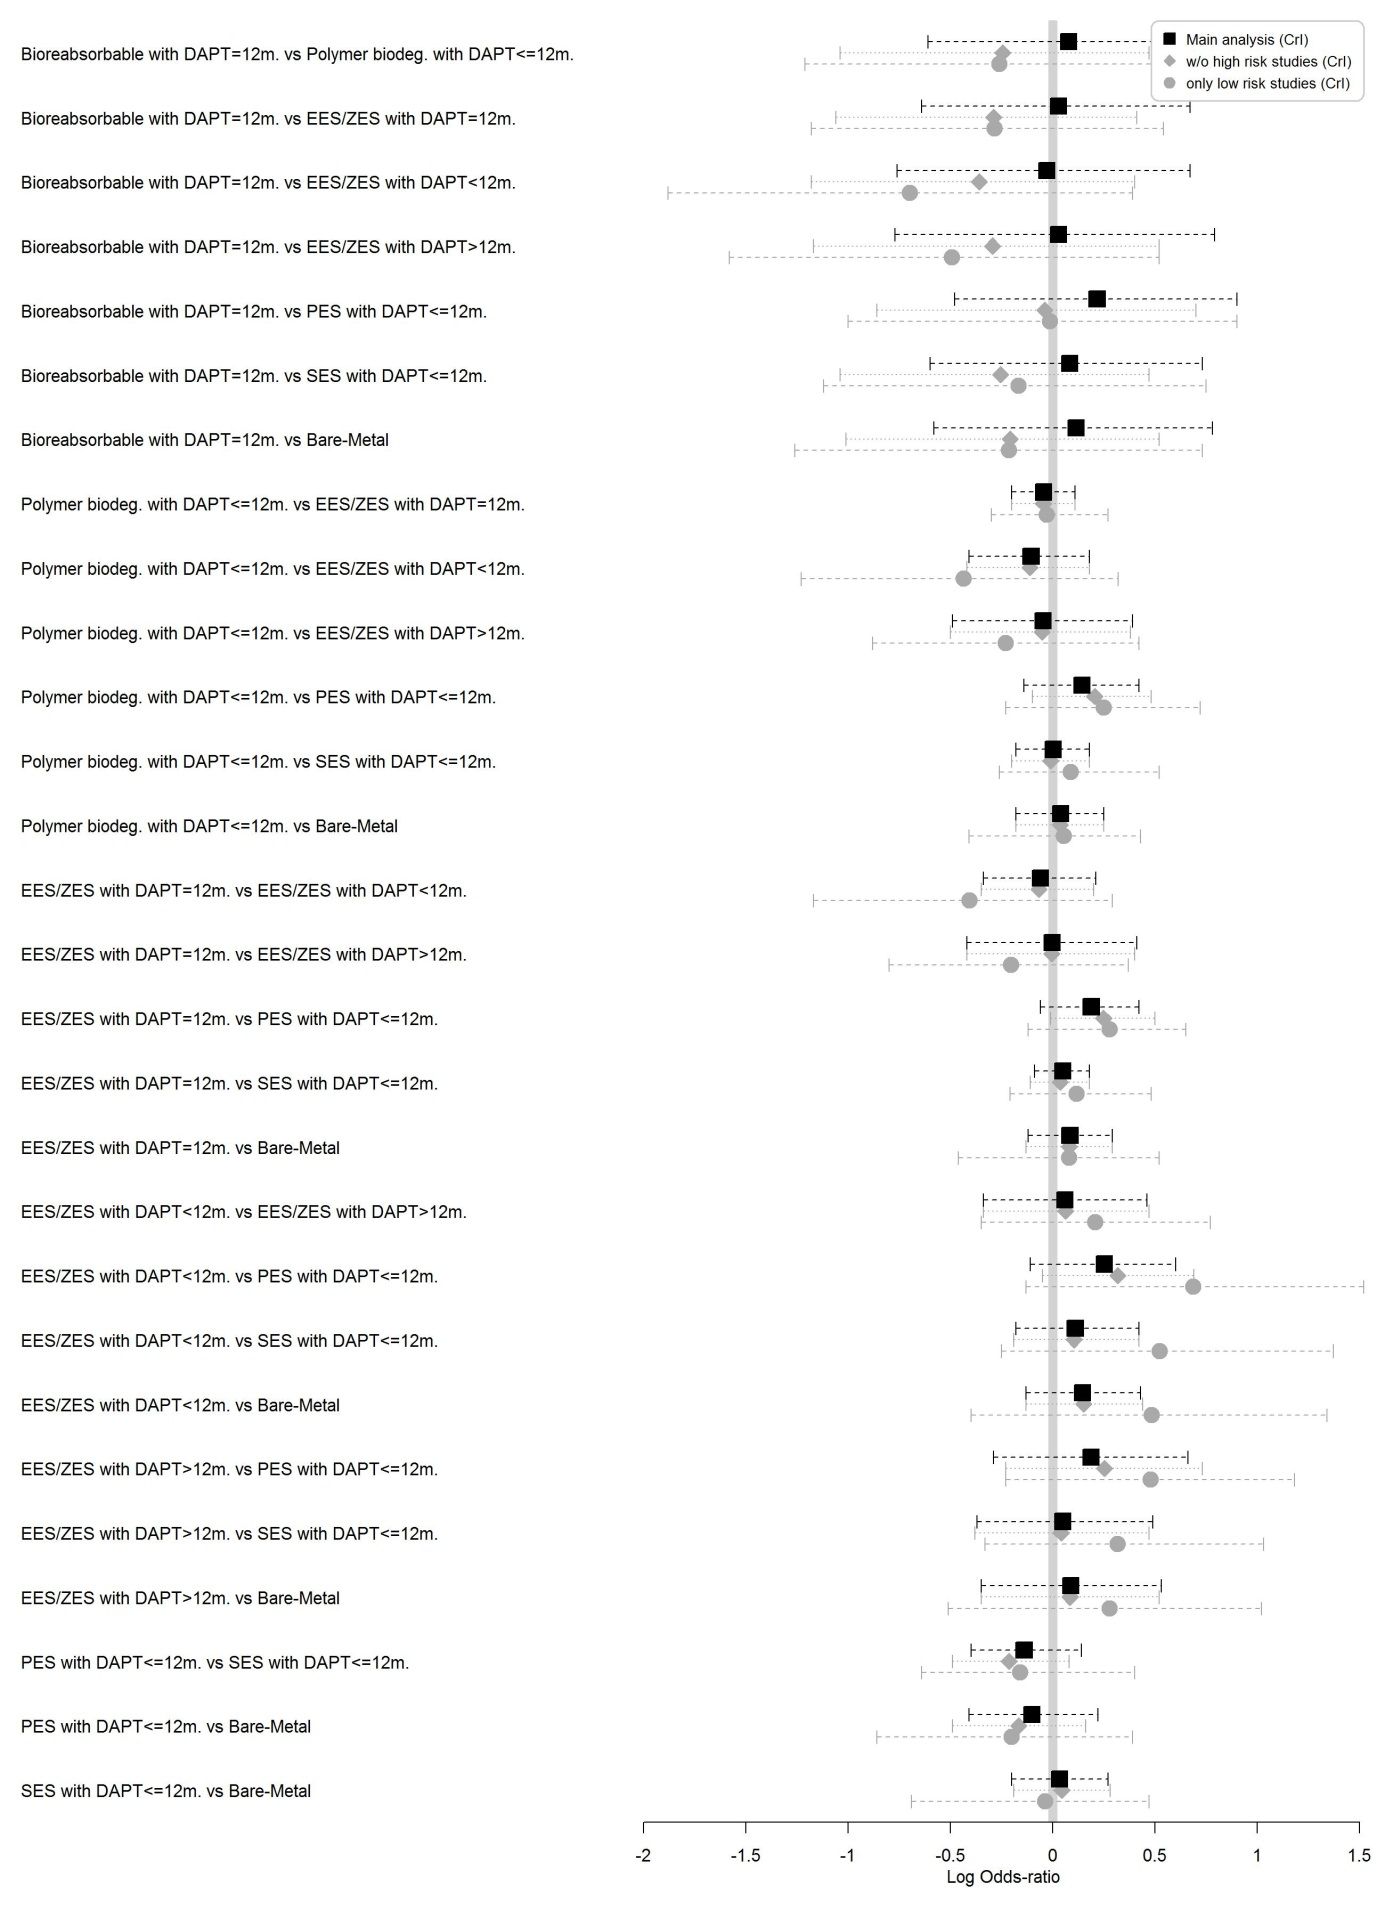 Main analysis (CrI)
w/o high risk studies (CrI)
only low risk studies (CrI)
Bioreabsorbable with DAPT=12m. vs Polymer biodeg. with DAPT<=12m.
Bioreabsorbable with DAPT=12m. vs EES/ZES with DAPT=12m.
Bioreabsorbable with DAPT=12m. vs EES/ZES with DAPT<12m.
Bioreabsorbable with DAPT=12m. vs EES/ZES with DAPT>12m.
Bioreabsorbable with DAPT=12m. vs PES with DAPT<=12m.
Bioreabsorbable with DAPT=12m. vs SES with DAPT<=12m.
Bioreabsorbable with DAPT=12m. vs Bare-Metal
Polymer biodeg. with DAPT<=12m. vs EES/ZES with DAPT=12m.
Polymer biodeg. with DAPT<=12m. vs EES/ZES with DAPT<12m.
Polymer biodeg. with DAPT<=12m. vs EES/ZES with DAPT>12m.
Polymer biodeg. with DAPT<=12m. vs PES with DAPT<=12m.
Polymer biodeg. with DAPT<=12m. vs SES with DAPT<=12m.
Polymer biodeg. with DAPT<=12m. vs Bare-Metal
EES/ZES with DAPT=12m. vs EES/ZES with DAPT<12m.
EES/ZES with DAPT=12m. vs EES/ZES with DAPT>12m.
EES/ZES with DAPT=12m. vs PES with DAPT<=12m.
EES/ZES with DAPT=12m. vs SES with DAPT<=12m.
EES/ZES with DAPT=12m. vs Bare-Metal
EES/ZES with DAPT<12m. vs EES/ZES with DAPT>12m.
EES/ZES with DAPT<12m. vs PES with DAPT<=12m.
EES/ZES with DAPT<12m. vs SES with DAPT<=12m.
EES/ZES with DAPT<12m. vs Bare-Metal
EES/ZES with DAPT>12m. vs PES with DAPT<=12m.
EES/ZES with DAPT>12m. vs SES with DAPT<=12m.
EES/ZES with DAPT>12m. vs Bare-Metal
PES with DAPT<=12m. vs SES with DAPT<=12m.
PES with DAPT<=12m. vs Bare-Metal
SES with DAPT<=12m. vs Bare-Metal
-2 -1.5 -1 -0.5 0 0.5 1 1.5
Log Odds-ratio